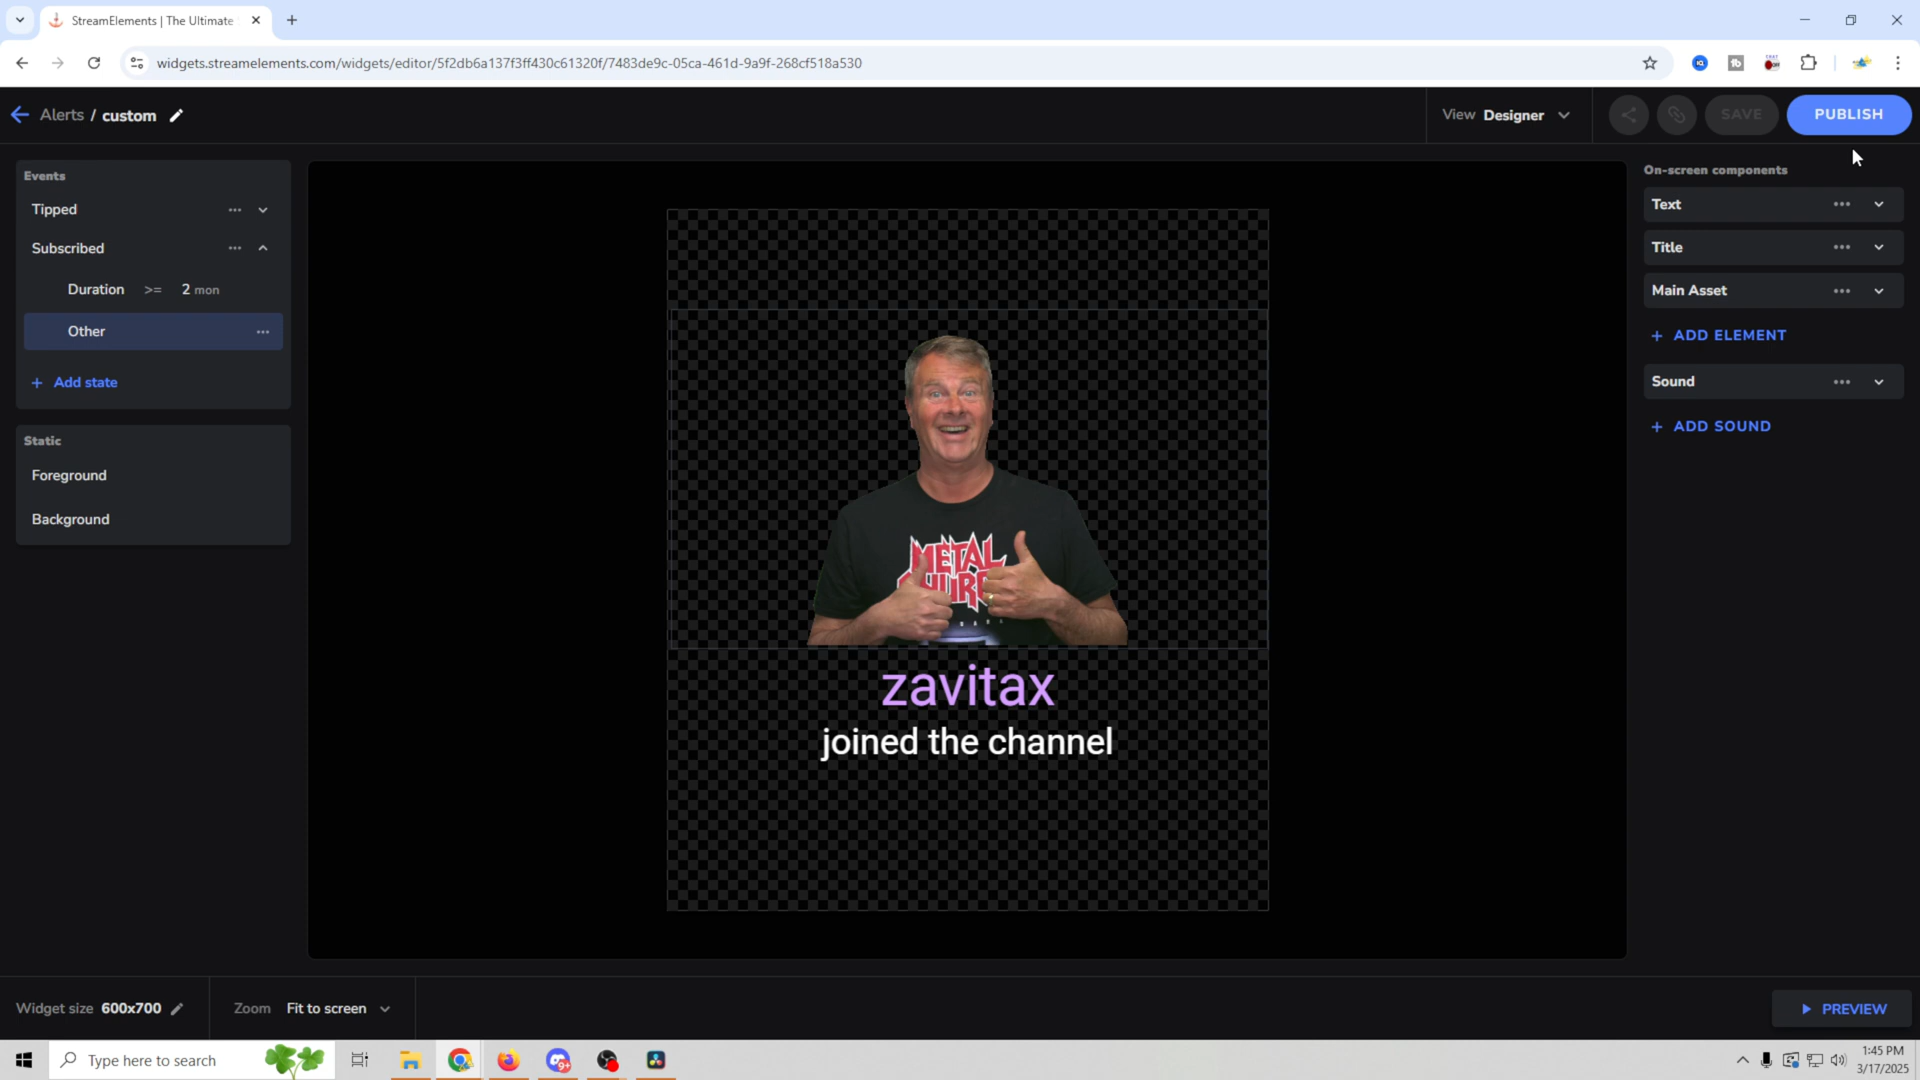 StreamElements | The Ultimate
widgets.streamelements.com/widgets/editor/5f2db6a137f3ff430c61320f/7483de9c-05ca-461d-9a9f-268cf518a530
Alerts / custom
View Designer
SAVE
PUBLISH
Events
Tipped
Subscribed
Duration >= 2 mon
Other
+ Add state
Static
Foreground
Background
METAL
CHURCH
zavitax
joined the channel
On-screen components
Text
Title
Main Asset
+ ADD ELEMENT
Sound
+ ADD SOUND
Widget size 600x700
Zoom Fit to screen
PREVIEW
Type here to search
9+
1:45 PM
3/17/2025